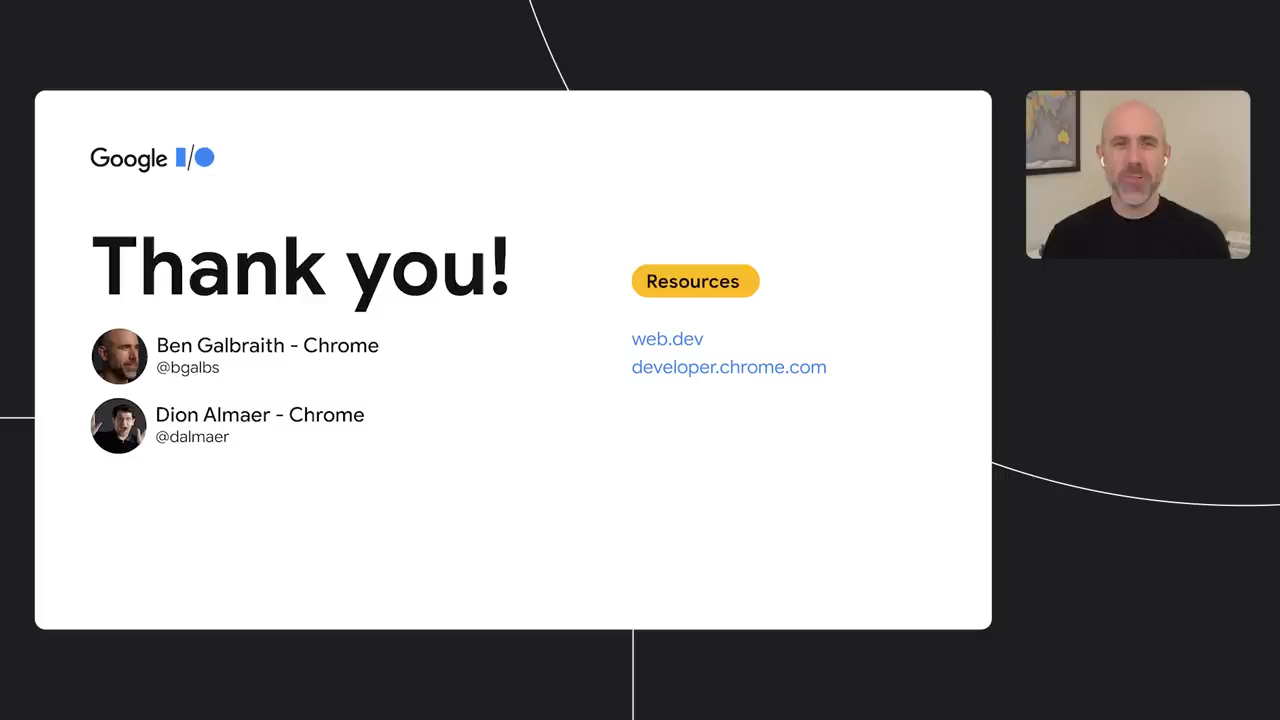 Google I/O
Thank you!
Ben Galbraith - Chrome
@bgalbs
Dion Almaer - Chrome
@dalmaer
Resources
web.dev
developer.chrome.com